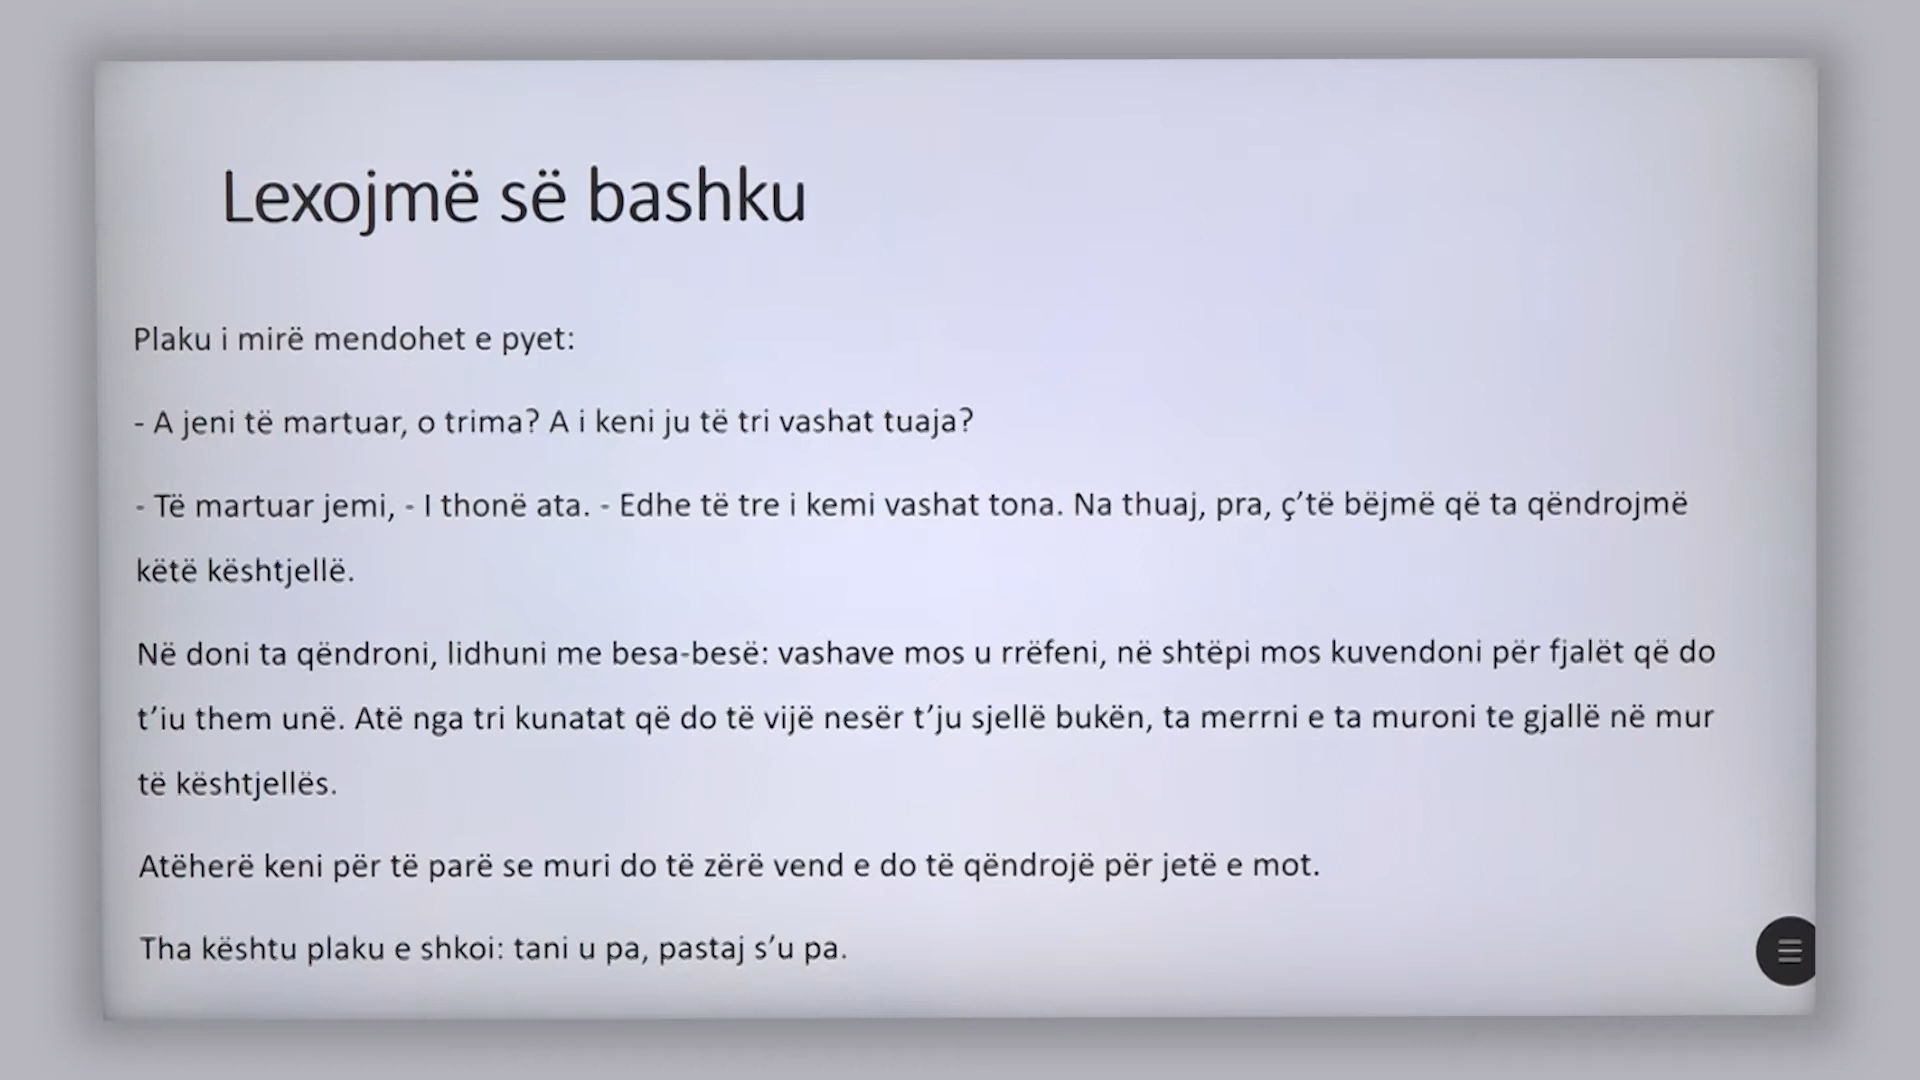 Lexojmë së bashku
Plaku i mirë mendohet e pyet:
- A jeni të martuar, o trima? A i keni ju të tri vashat tuaja?
- Të martuar jemi, - I thonë ata. - Edhe të tre i kemi vashat tona. Na thuaj, pra, ç’të bëjmë që ta qëndrojmë
këtë kështjellë.
Në doni ta qëndroni, lidhuni me besa-besë: vashave mos u rrëfeni, në shtëpi mos kuvendoni për fjalët që do
t’iu them unë. Atë nga tri kunatat që do të vijë nesër t’ju sjellë bukën, ta merrni e ta muroni te gjallë në mur
të kështjellës.
Atëherë keni për të parë se muri do të zërë vend e do të qëndrojë për jetë e mot.
Tha kështu plaku e shkoi: tani u pa, pastaj s’u pa.